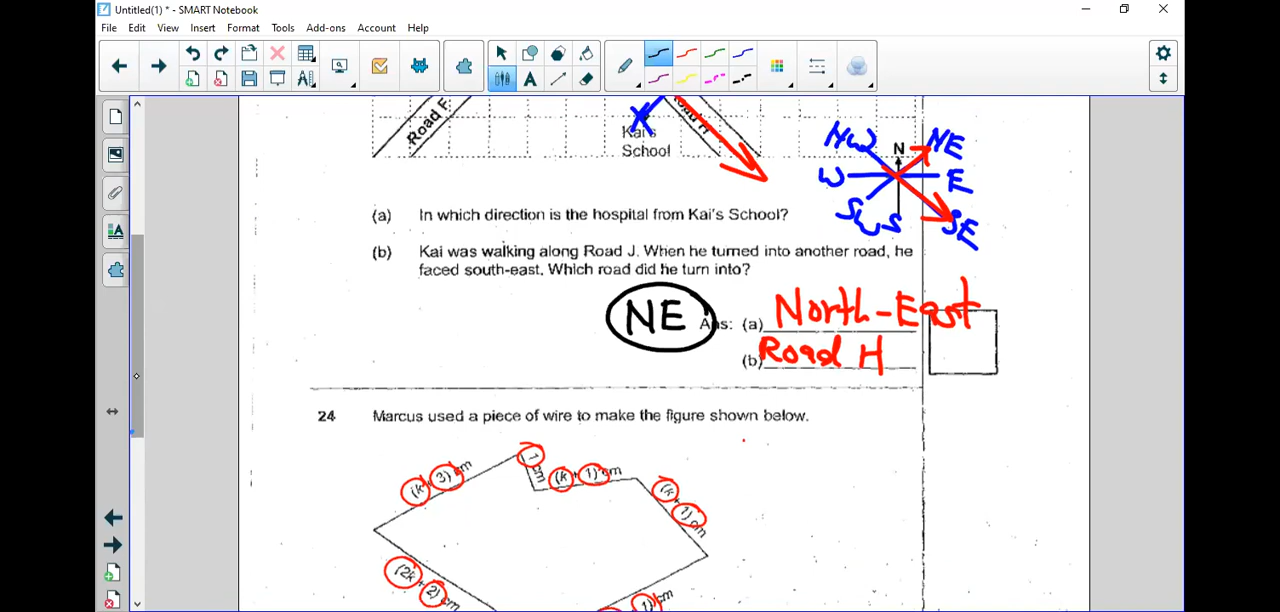 Untitled(1) * - SMART Notebook
File Edit View Insert Format Tools Add-ons Account Help
Road F
Kai's
School
NW N NE
W E
SW S SE
(a) In which direction is the hospital from Kai's School?
(b) Kai was walking along Road J. When he turned into another road, he
faced south-east. Which road did he turn into?
NE Ans: (a) North-East
(b) Road H
24 Marcus used a piece of wire to make the figure shown below.
(k + 3) cm 1 cm (k + 1) cm
(k + 1) cm
(2k + 2) cm
1) cm